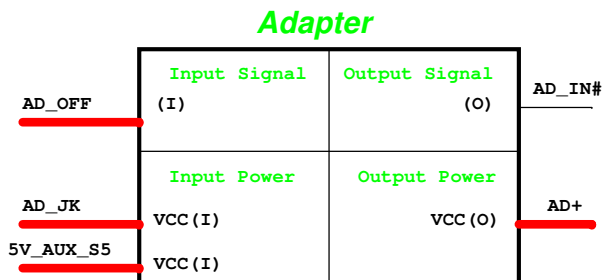 Adapter
Input Signal Output Signal
AD_OFF (I) (O) AD_IN#
Input Power Output Power
AD_JK VCC(I) VCC(O) AD+
5V_AUX_S5 VCC(I)